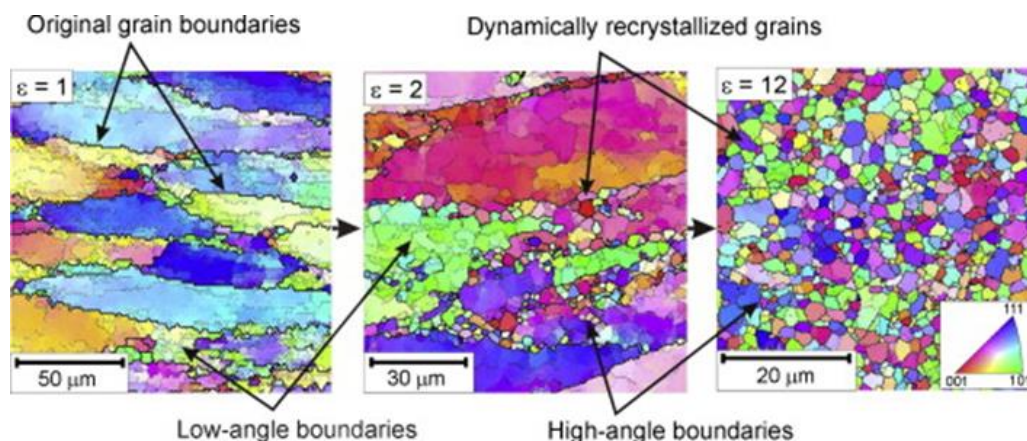 Original grain boundaries
Dynamically recrystallized grains
ε = 1
ε = 2
ε = 12
50 μm
30 μm
20 μm
111
001
101
Low-angle boundaries
High-angle boundaries